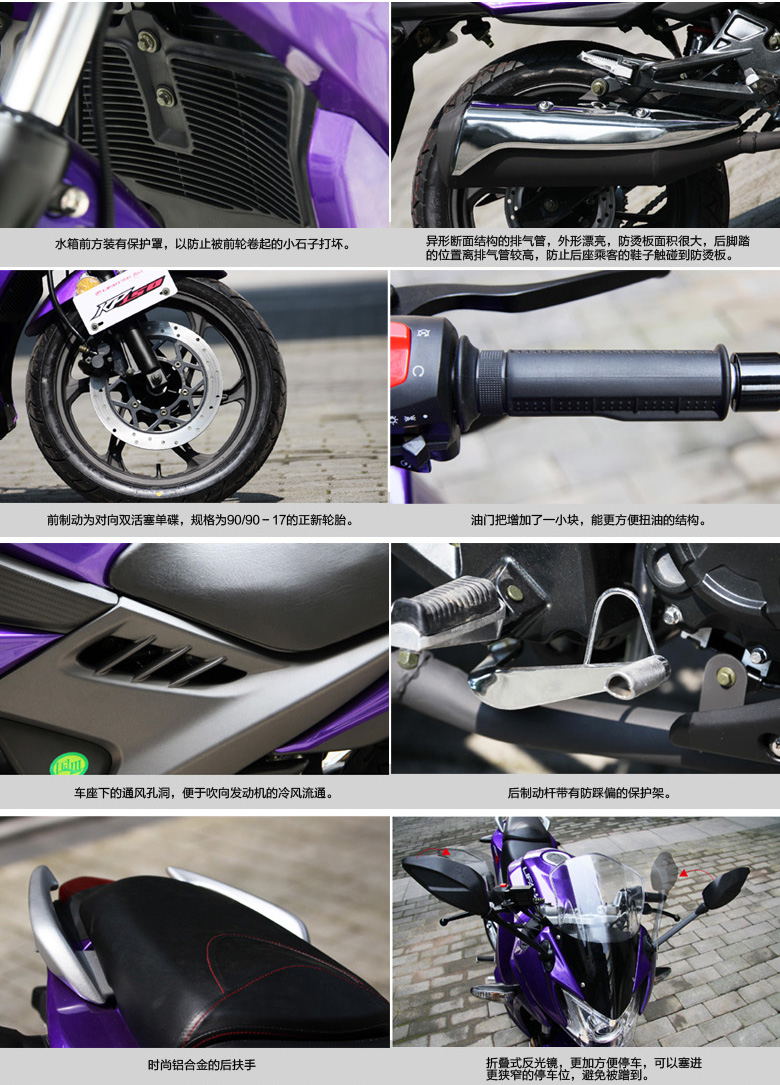 水箱前方装有保护罩，以防止被前轮卷起的小石子打坏。
异形断面结构的排气管，外形漂亮，防烫板面积很大，后脚踏
的位置离排气管较高，防止后座乘客的鞋子触碰到防烫板。
KP150
前制动为对向双活塞单碟，规格为90/90－17的正新轮胎。
油门把增加了一小块，能更方便扭油的结构。
车座下的通风孔洞，便于吹向发动机的冷风流通。
后制动杆带有防踩偏的保护架。
时尚铝合金的后扶手
折叠式反光镜，更加方便停车，可以塞进
更狭窄的停车位，避免被蹭到。